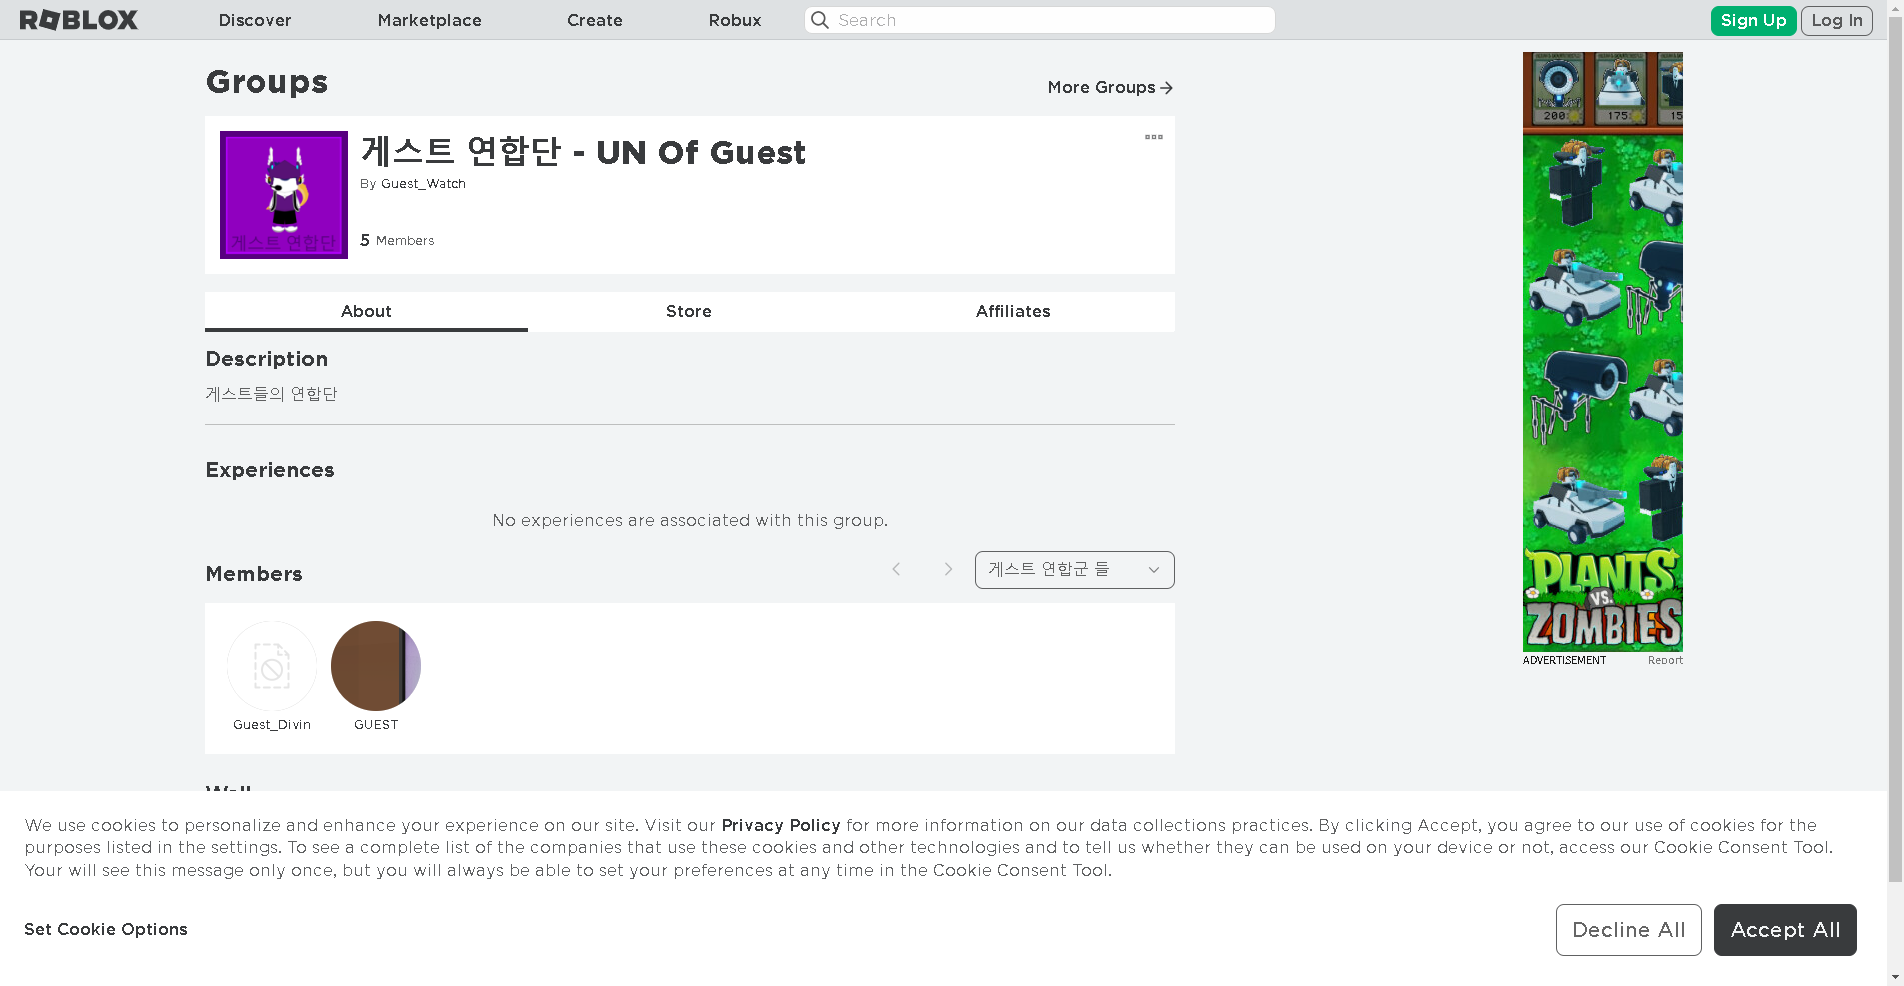 ROBLOX
Discover
Marketplace
Create
Robux
Search
Sign Up
Log In
Groups
More Groups
게스트 연합단 - UN Of Guest
By Guest_Watch
게스트 연합단
5 Members
About
Store
Affiliates
Description
게스트들의 연합단
Experiences
No experiences are associated with this group.
Members
게스트 연합군 들
Guest_Divin
GUEST
200
175
15
PLANTS
VS.
ZOMBIES
ADVERTISEMENT
Report
Wall
We use cookies to personalize and enhance your experience on our site. Visit our Privacy Policy for more information on our data collections practices. By clicking Accept, you agree to our use of cookies for the
purposes listed in the settings. To see a complete list of the companies that use these cookies and other technologies and to tell us whether they can be used on your device or not, access our Cookie Consent Tool.
Your will see this message only once, but you will always be able to set your preferences at any time in the Cookie Consent Tool.
Set Cookie Options
Decline All
Accept All